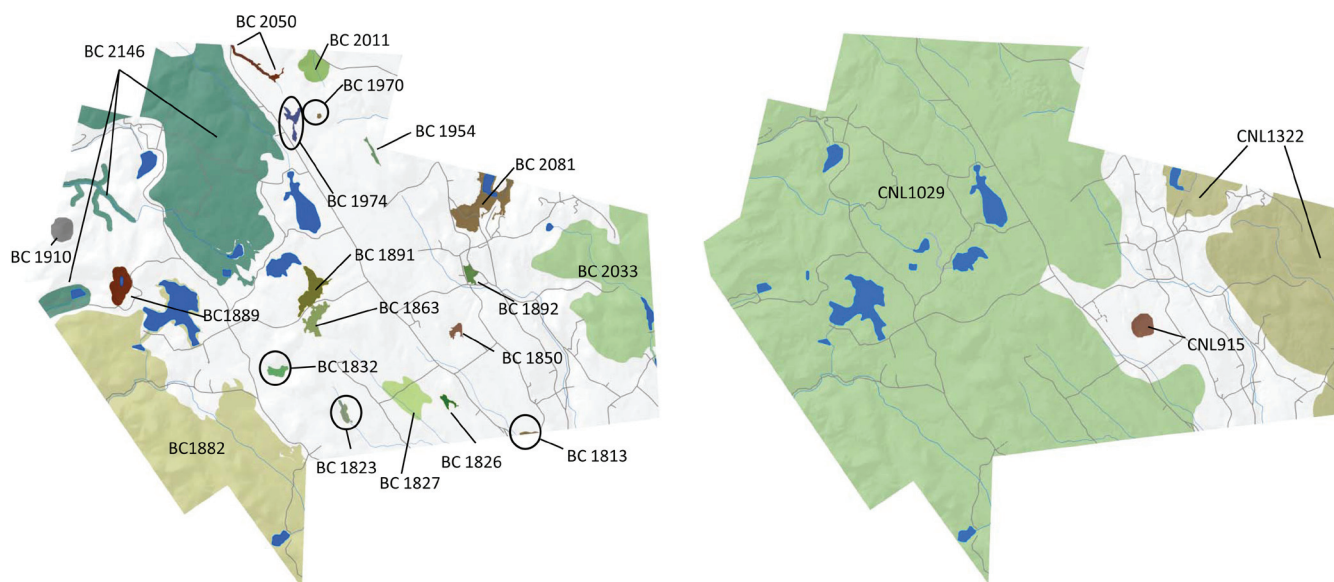 BC 2050
BC 2146
BC 2011
BC 1970
BC 1954
BC 2081
BC 1974
BC 1910
BC 1891
BC 2033
BC1889
BC 1863
BC 1892
BC 1850
BC 1832
BC1882
BC 1823
BC 1827
BC 1826
BC 1813
CNL1322
CNL1029
CNL915